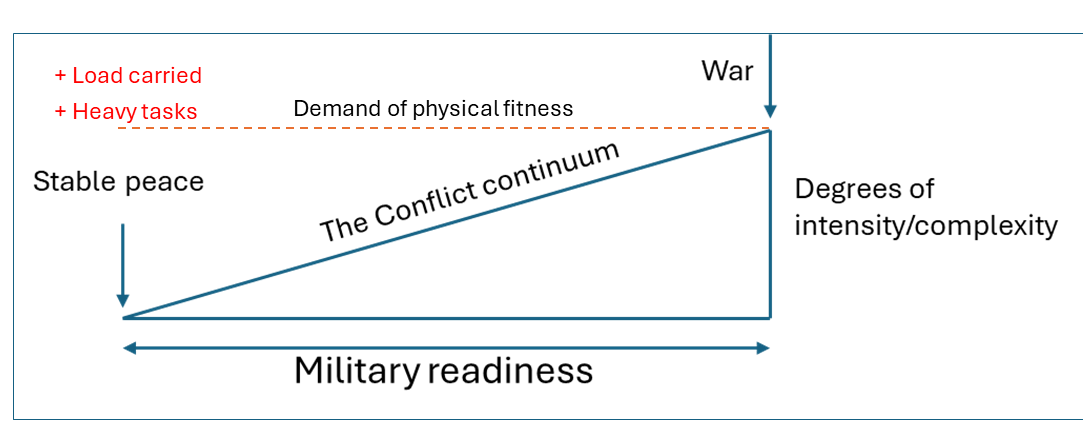 + Load carried
+ Heavy tasks
Demand of physical fitness
War
Stable peace
The Conflict continuum
Degrees of
intensity/complexity
Military readiness